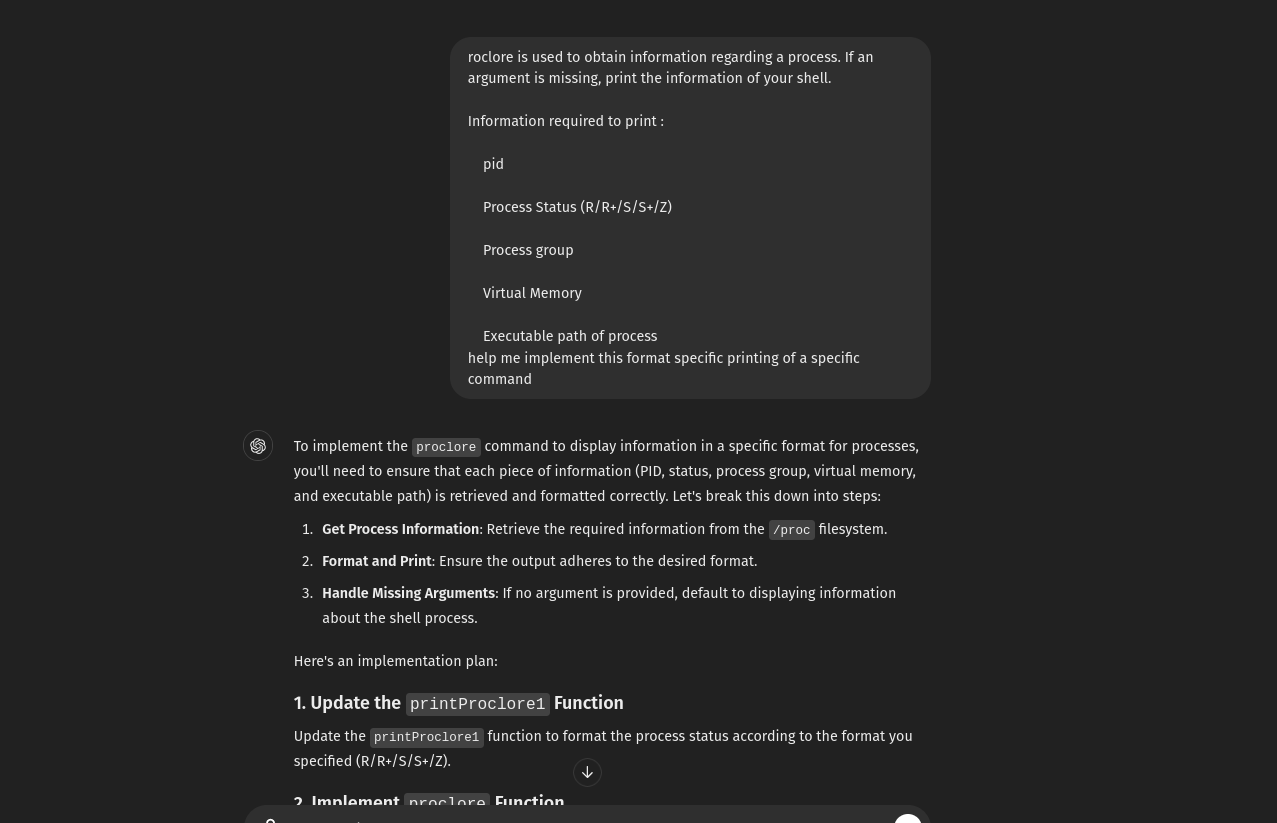 roclore is used to obtain information regarding a process. If an
argument is missing, print the information of your shell.
Information required to print :
pid
Process Status (R/R+/S/S+/Z)
Process group
Virtual Memory
Executable path of process
help me implement this format specific printing of a specific
command
To implement the proclore command to display information in a specific format for processes,
you'll need to ensure that each piece of information (PID, status, process group, virtual memory,
and executable path) is retrieved and formatted correctly. Let's break this down into steps:
1. Get Process Information: Retrieve the required information from the /proc filesystem.
2. Format and Print: Ensure the output adheres to the desired format.
3. Handle Missing Arguments: If no argument is provided, default to displaying information
about the shell process.
Here's an implementation plan:
1. Update the printProclore1 Function
Update the printProclore1 function to format the process status according to the format you
specified (R/R+/S/S+/Z).
2. Implement proclore Function